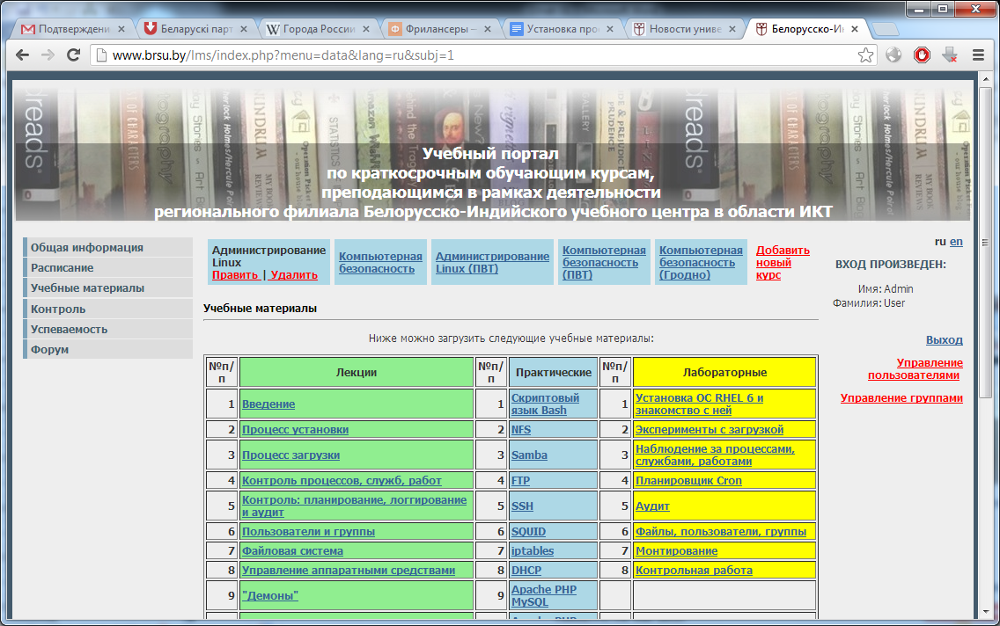 Подтверждени
Беларускі парт
Города России
Фрилансеры –
Установка про
Новости униве
Белорусско-Ин
www.brsu.by/lms/index.php?menu=data&lang=ru&subj=1
Учебный портал
по краткосрочным обучающим курсам,
преподающимся в рамках деятельности
регионального филиала Белорусско-Индийского учебного центра в области ИКТ
Общая информация
Расписание
Учебные материалы
Контроль
Успеваемость
Форум
Администрирование
Linux
Править | Удалить
Компьютерная
безопасность
Администрирование
Linux (ПВТ)
Компьютерная
безопасность
(ПВТ)
Компьютерная
безопасность
(Гродно)
Добавить
новый
курс
ru en
ВХОД ПРОИЗВЕДЕН:
Имя: Admin
Фамилия: User
Выход
Управление
пользователями
Управление группами
Учебные материалы
Ниже можно загрузить следующие учебные материалы:
№п/
п
Лекции
№п/
п
Практические
№п/
п
Лабораторные
1 Введение
1 Скриптовый
язык Bash
1 Установка ОС RHEL 6 и
знакомство с ней
2 Процесс установки
2 NFS
2 Эксперименты с загрузкой
3 Процесс загрузки
3 Samba
3 Наблюдение за процессами,
службами, работами
4 Контроль процессов, служб, работ
4 FTP
4 Планировщик Cron
5 Контроль: планирование, логгирование
и аудит
5 SSH
5 Аудит
6 Пользователи и группы
6 SQUID
6 Файлы, пользователи, группы
7 Файловая система
7 iptables
7 Монтирование
8 Управление аппаратными средствами
8 DHCP
8 Контрольная работа
9 "Демоны"
9 Apache PHP
MySQL